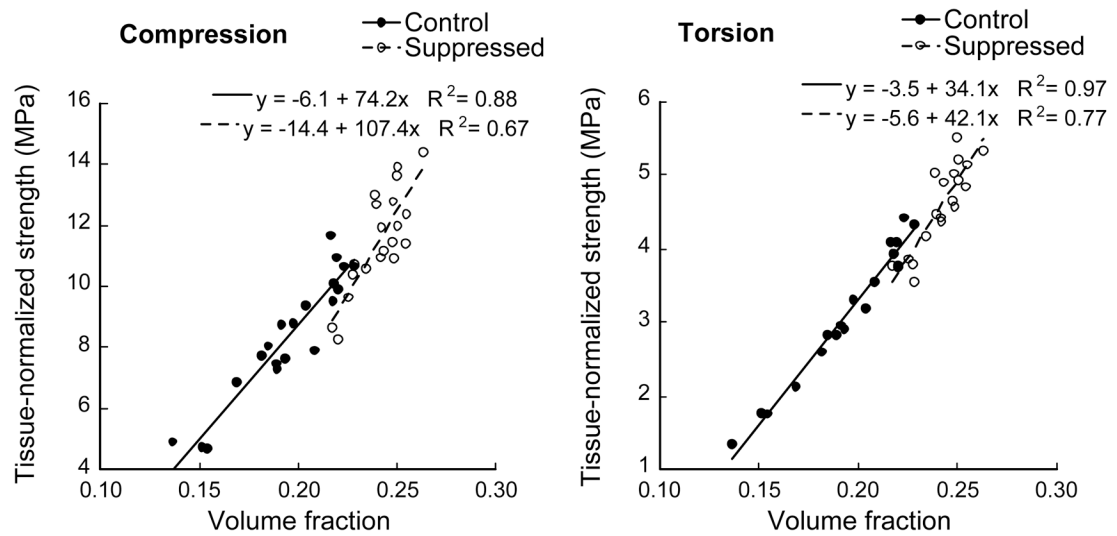 Compression
Control
Suppressed
y = -6.1 + 74.2x R²= 0.88
y = -14.4 + 107.4x R²= 0.67
Tissue-normalized strength (MPa)
16
14
12
10
8
6
4
0.10
0.15
0.20
0.25
0.30
Volume fraction
Torsion
Control
Suppressed
y = -3.5 + 34.1x R²= 0.97
y = -5.6 + 42.1x R²= 0.77
Tissue-normalized strength (MPa)
6
5
4
3
2
1
0.10
0.15
0.20
0.25
0.30
Volume fraction